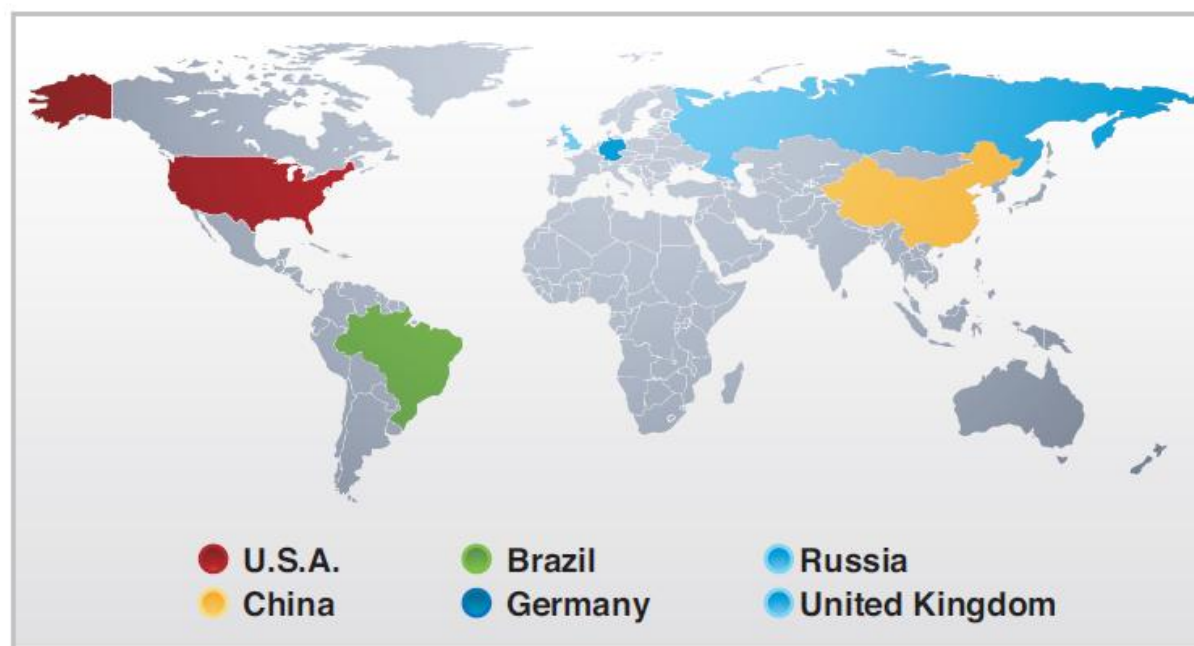 U.S.A.
Brazil
Russia
China
Germany
United Kingdom